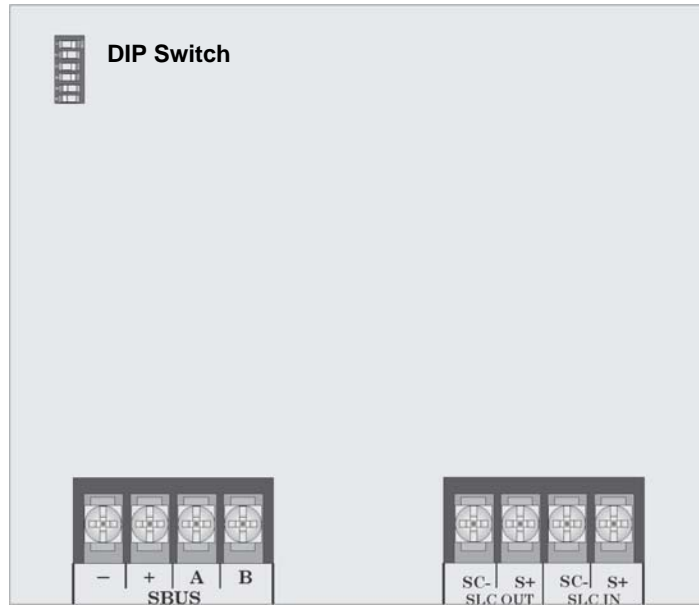 DIP Switch
− + A B
SBUS
SC- S+ SC- S+
SLC OUT SLC IN